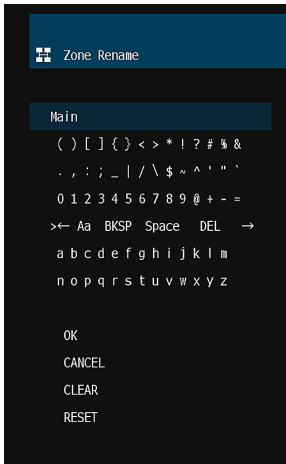 Zone Rename
Main
( ) [ ] { } < > * ! ? # % &
. , : ; _ | / \ $ ~ ^ ' " `
0 1 2 3 4 5 6 7 8 9 @ + - =
>← Aa BKSP Space DEL →
a b c d e f g h i j k l m
n o p q r s t u v w x y z
OK
CANCEL
CLEAR
RESET